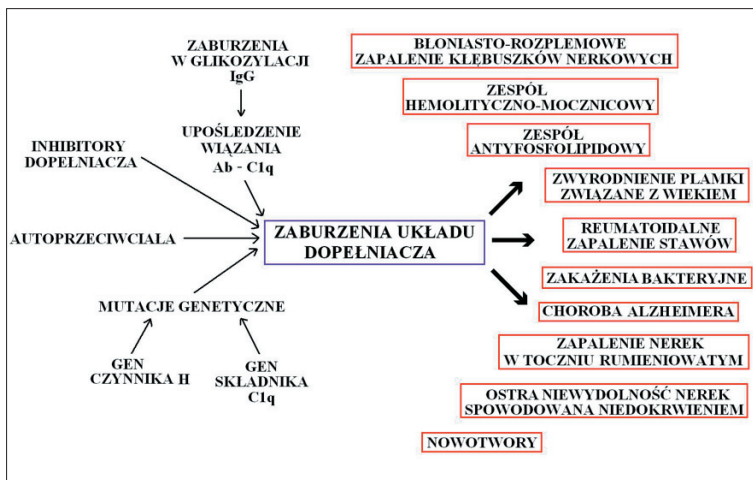 ZABURZENIA
W GLIKOZYLACJI
IgG
UPOŚLEDZENIE
WIĄZANIA
Ab - C1q
INHIBITORY
DOPEŁNIACZA
AUTOPRZECIWCIALA
MUTACJE GENETYCZNE
GEN
CZYNNIKA H
GEN
SKŁADNIKA
C1q
ZABURZENIA UKŁADU
DOPEŁNIACZA
BŁONIASTO-ROZPLEMOWE
ZAPALENIE KŁĘBUSZKÓW NERKOWYCH
ZESPÓŁ
HEMOLITYCZNO-MOCZNICOWY
ZESPÓŁ
ANTYFOSFOLIPIDOWY
ZWYRODNIENIE PLAMKI
ZWIĄZANE Z WIEKIEM
REUMATOIDALNE
ZAPALENIE STAWÓW
ZAKAŻENIA BAKTERYJNE
CHOROBA ALZHEIMERA
ZAPALENIE NEREK
W TOCZNIU RUMIENIOWATYM
OSTRA NIEWYDOLNOŚĆ NEREK
SPOWODOWANA NIEDOKRWIENIEM
NOWOTWORY